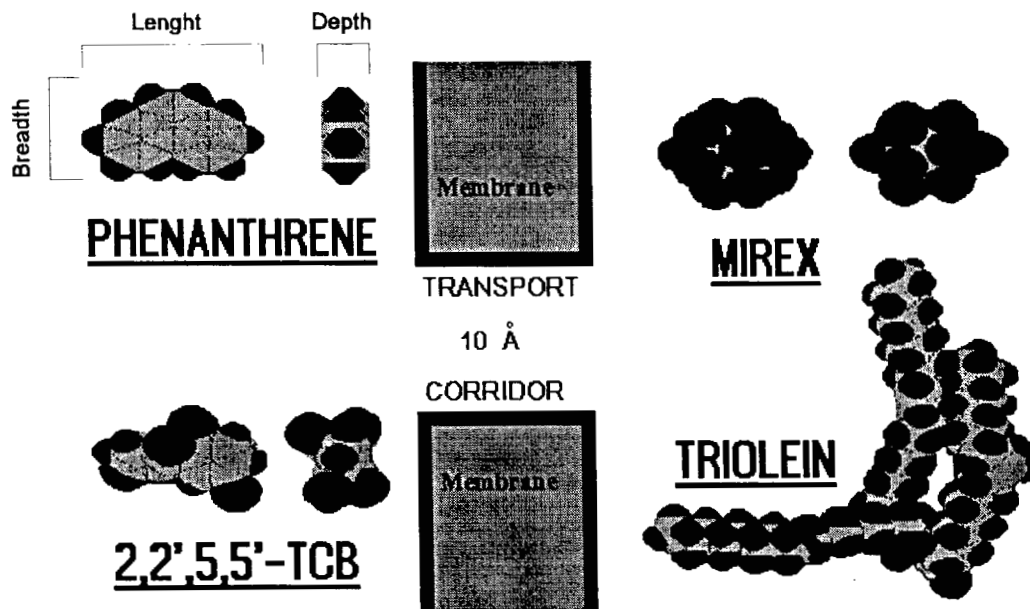 Lenght
Depth
Breadth
PHENANTHRENE
Membrane
TRANSPORT
10 Å
CORRIDOR
Membrane
MIREX
TRIOLEIN
2,2',5,5'-TCB